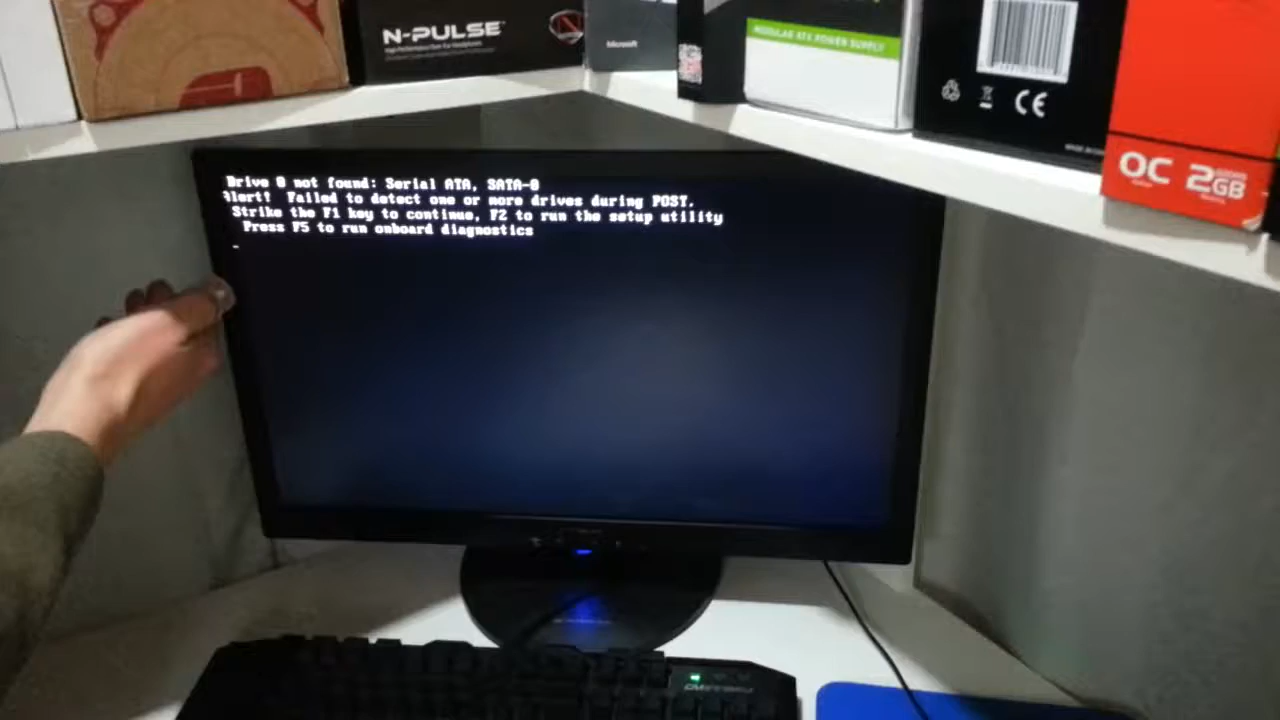 N-PULSE
Microsoft
MODULAR ATX POWER SUPPLY
CE
OC 2GB
Drive 0 not found: Serial ATA, SATA-0
Alert! Failed to detect one or more drives during POST.
Strike the F1 key to continue, F2 to run the setup utility
Press F5 to run onboard diagnostics
-